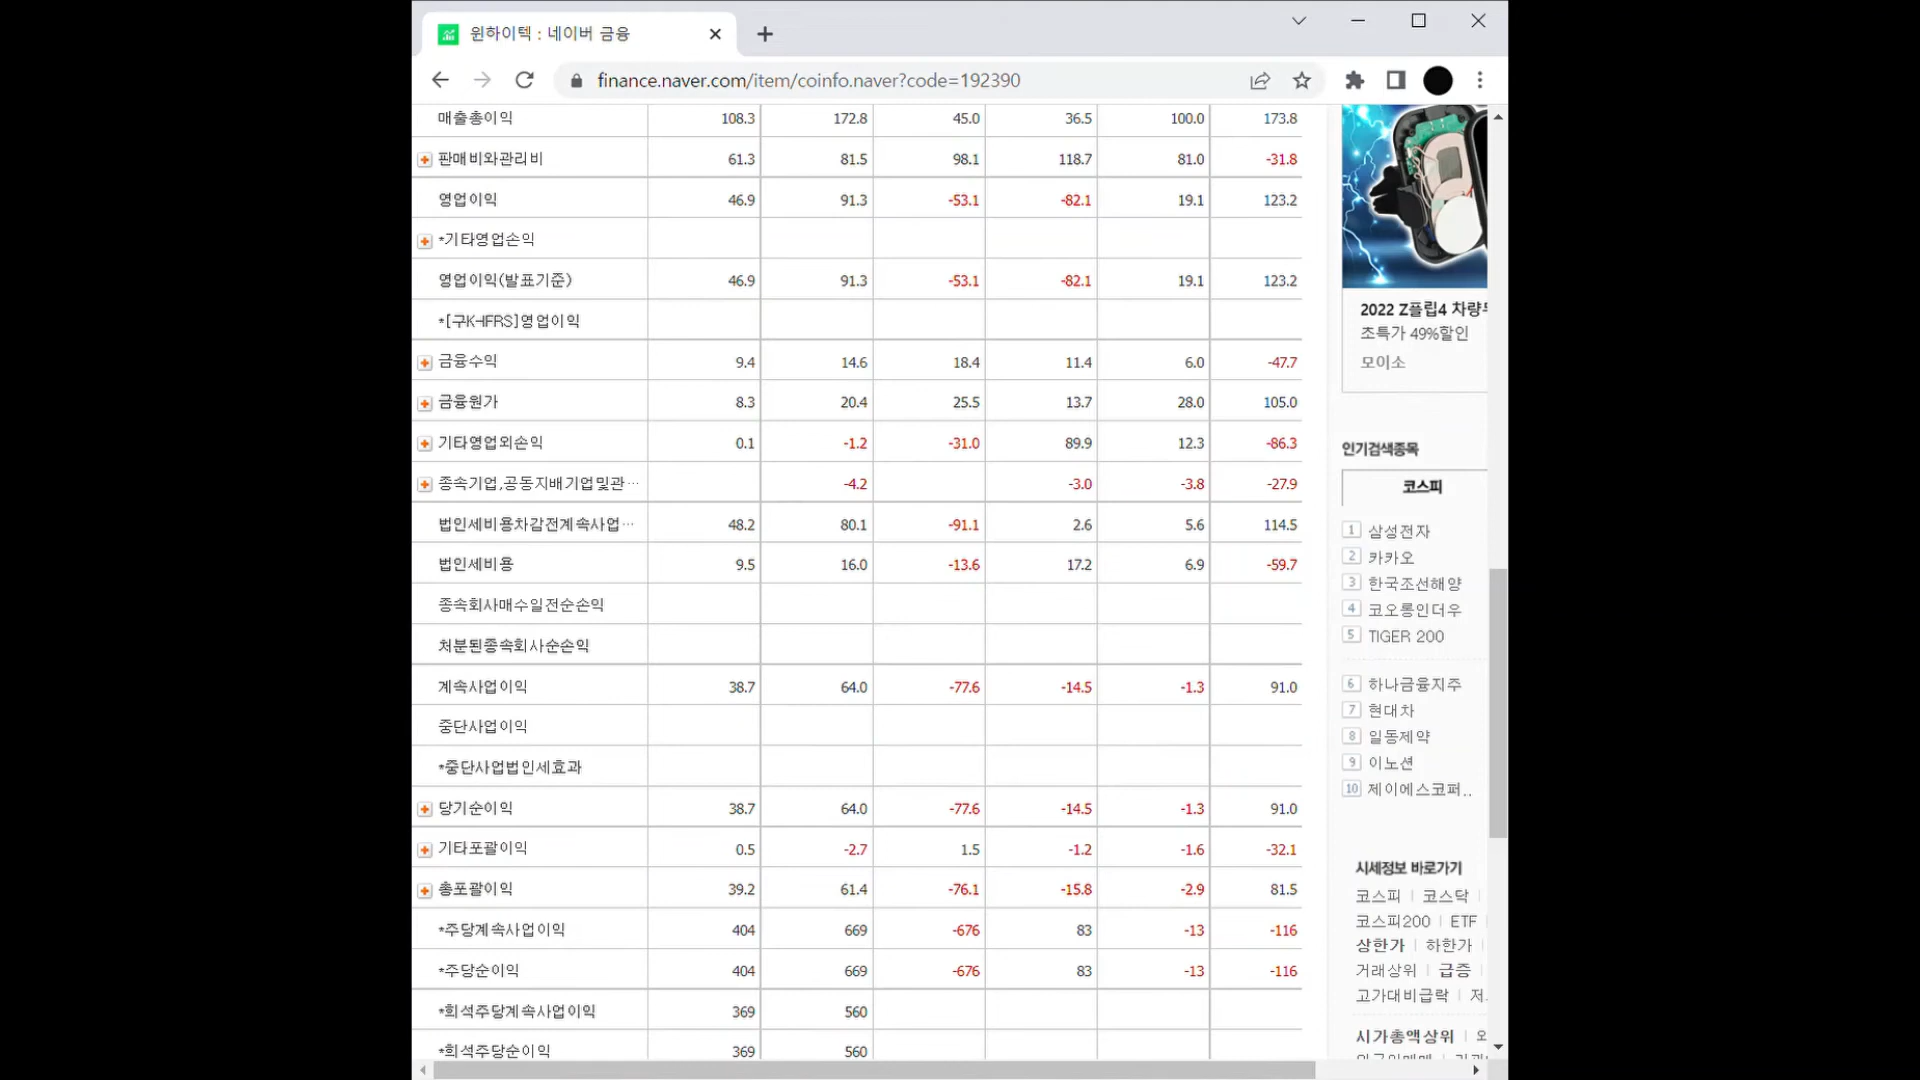 윈하이텍 : 네이버 금융
finance.naver.com/item/coinfo.naver?code=192390
매출총이익 108.3 172.8 45.0 36.5 100.0 173.8
판매비와관리비 61.3 81.5 98.1 118.7 81.0 -31.8
영업이익 46.9 91.3 -53.1 -82.1 19.1 123.2
*기타영업손익
영업이익(발표기준) 46.9 91.3 -53.1 -82.1 19.1 123.2
*[구K-IFRS]영업이익
금융수익 9.4 14.6 18.4 11.4 6.0 -47.7
금융원가 8.3 20.4 25.5 13.7 28.0 105.0
기타영업외손익 0.1 -1.2 -31.0 89.9 12.3 -86.3
종속기업,공동지배기업및관… -4.2 -3.0 -3.8 -27.9
법인세비용차감전계속사업… 48.2 80.1 -91.1 2.6 5.6 114.5
법인세비용 9.5 16.0 -13.6 17.2 6.9 -59.7
종속회사매수일전순손익
처분된종속회사순손익
계속사업이익 38.7 64.0 -77.6 -14.5 -1.3 91.0
중단사업이익
*중단사업법인세효과
당기순이익 38.7 64.0 -77.6 -14.5 -1.3 91.0
기타포괄이익 0.5 -2.7 1.5 -1.2 -1.6 -32.1
총포괄이익 39.2 61.4 -76.1 -15.8 -2.9 81.5
*주당계속사업이익 404 669 -676 83 -13 -116
*주당순이익 404 669 -676 83 -13 -116
*희석주당계속사업이익 369 560
*희석주당순이익 369 560
2022 Z플립4 차량
초특가 49%할인
모이소
인기검색종목
코스피
1 삼성전자
2 카카오
3 한국조선해양
4 코오롱인더우
5 TIGER 200
6 하나금융지주
7 현대차
8 일동제약
9 이노션
10 제이에스코퍼..
시세정보 바로가기
코스피 코스닥
코스피200 ETF
상한가 하한가
거래상위 급증
고가대비급락 저
시가총액상위